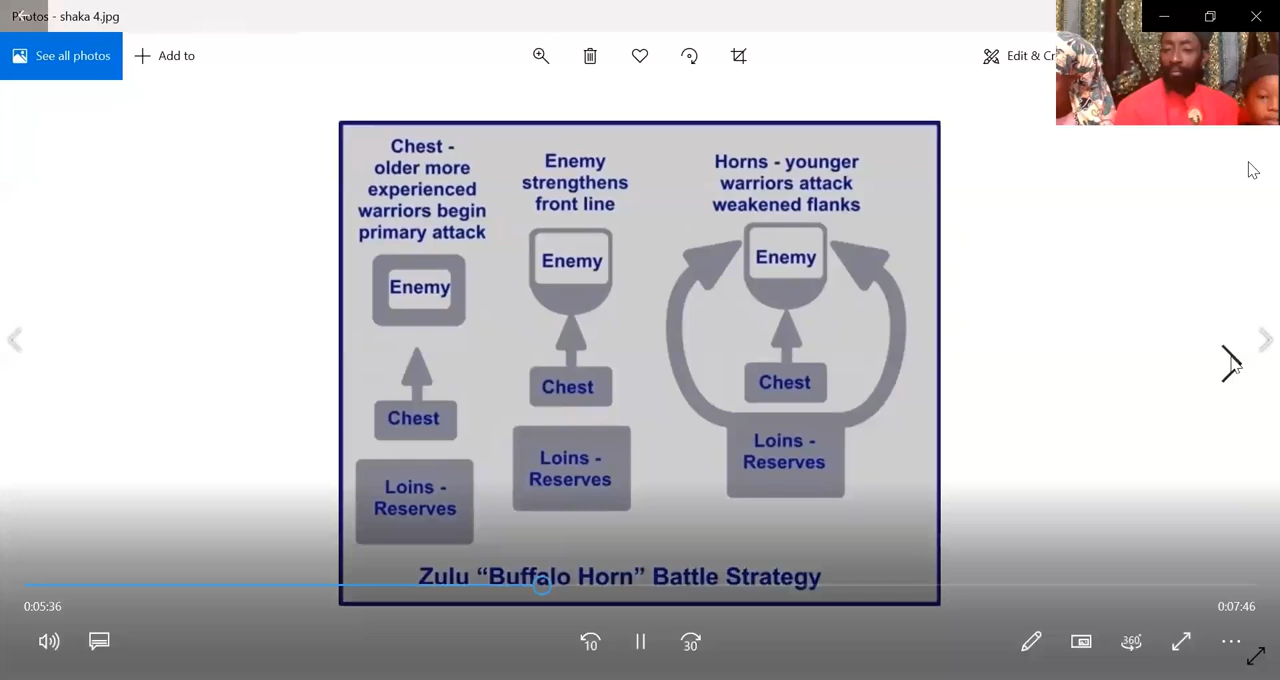 Photos - shaka 4.jpg
See all photos
Add to
Edit & Cr
Chest -
older more
experienced
warriors begin
primary attack
Enemy
Chest
Loins -
Reserves
Enemy
strengthens
front line
Enemy
Chest
Loins -
Reserves
Horns - younger
warriors attack
weakened flanks
Enemy
Chest
Loins -
Reserves
Zulu “Buffalo Horn” Battle Strategy
0:05:36
0:07:46
10
30
360